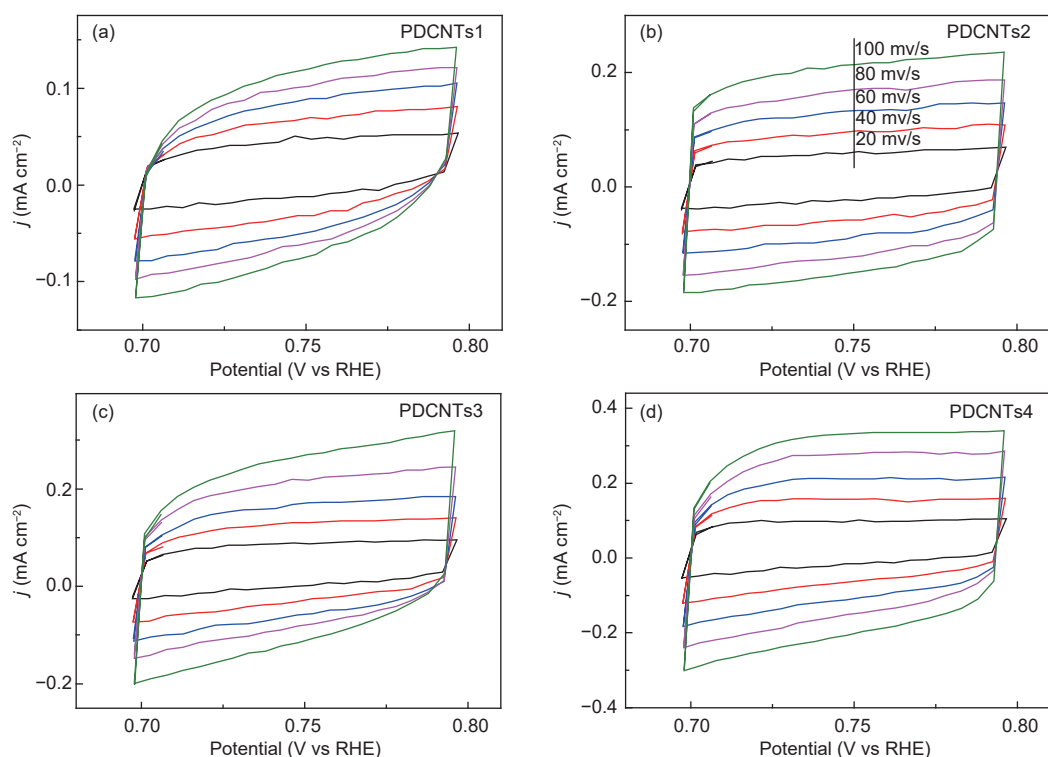 (a) PDCNTs1
0.1
0.0
−0.1
j (mA cm⁻²)
0.70 0.75 0.80
Potential (V vs RHE)
(b) PDCNTs2
100 mv/s
80 mv/s
60 mv/s
40 mv/s
20 mv/s
0.2
0.0
−0.2
j (mA cm⁻²)
0.70 0.75 0.80
Potential (V vs RHE)
(c) PDCNTs3
0.2
0.0
−0.2
j (mA cm⁻²)
0.70 0.75 0.80
Potential (V vs RHE)
(d) PDCNTs4
0.4
0.2
0.0
−0.2
−0.4
j (mA cm⁻²)
0.70 0.75 0.80
Potential (V vs RHE)